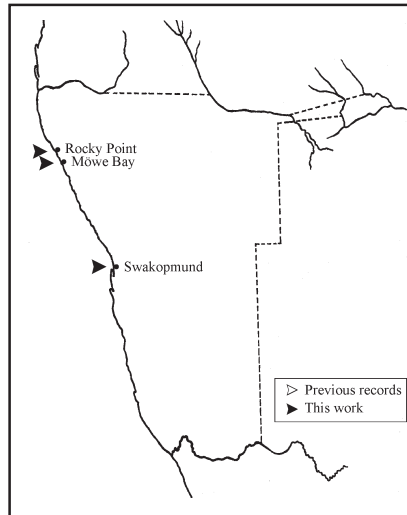 Rocky Point
Möwe Bay
Swakopmund
Previous records
This work